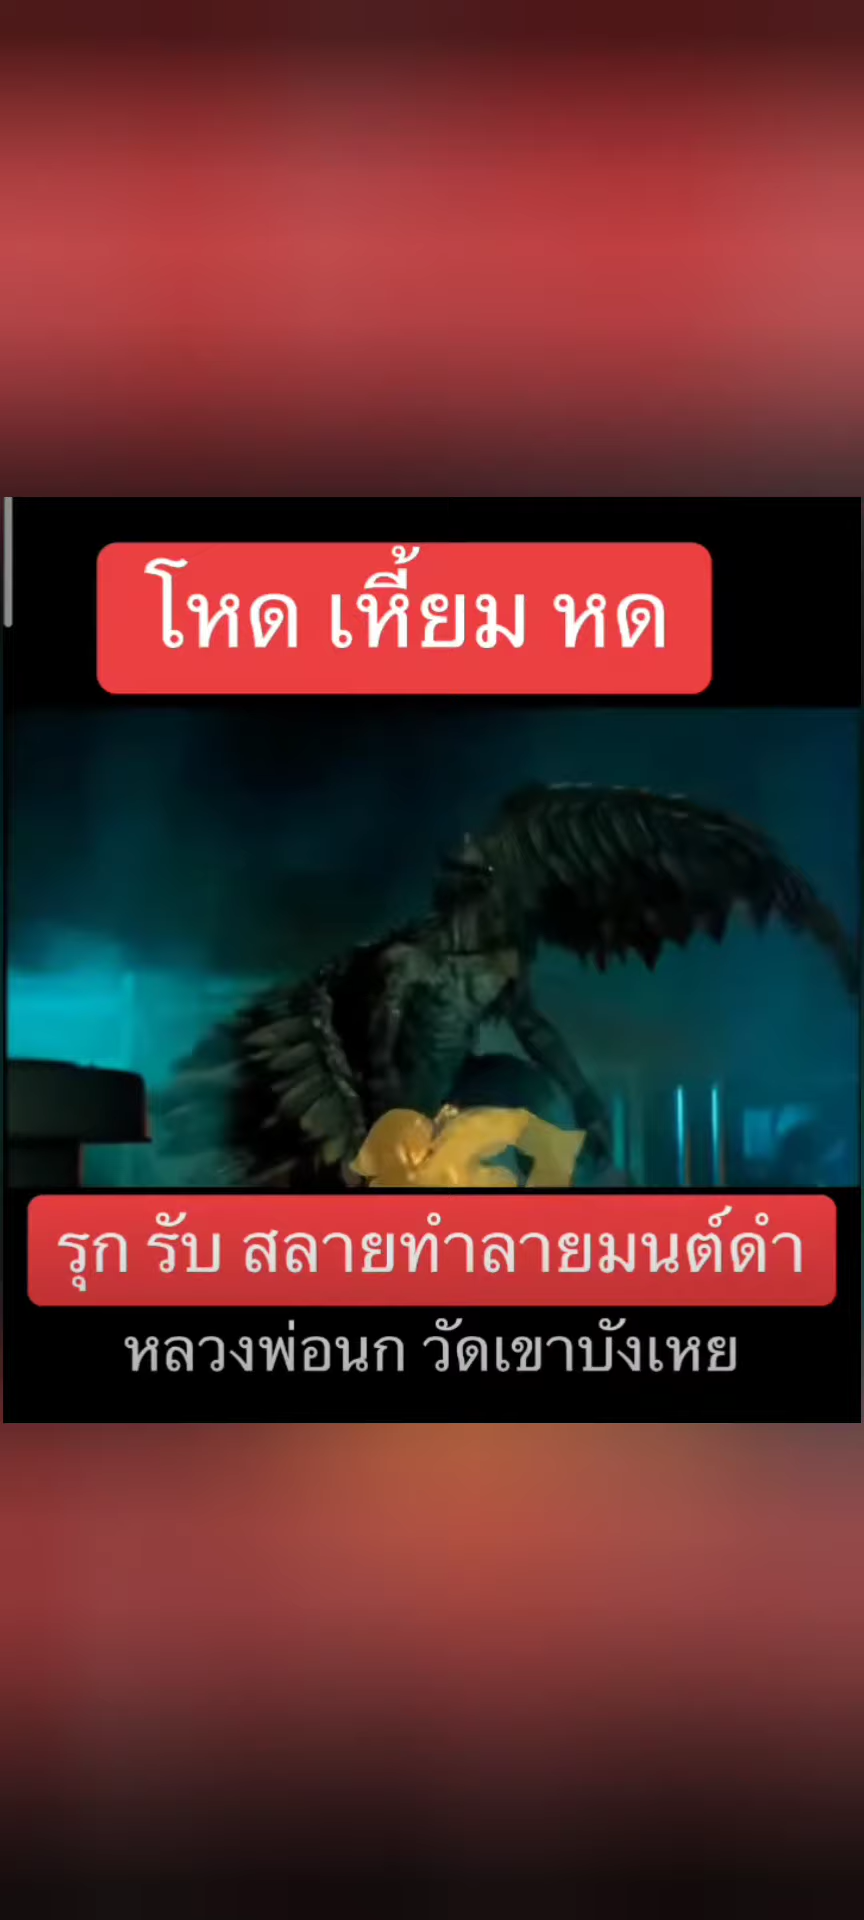 โหด เหี้ยม หด
รุก รับ สลายทำลายมนต์ดำ
หลวงพ่อนก วัดเขาบังเหย